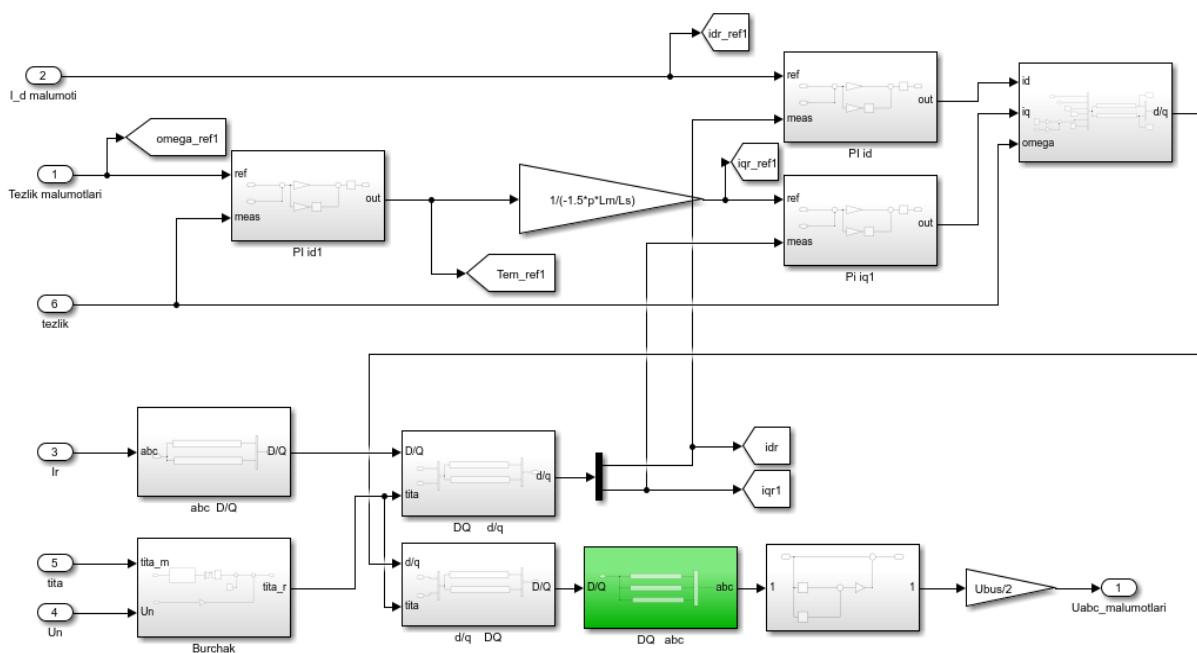 idr_ref1
2
I_d malumoti
ref
meas
out
PI id
id
iq
omega
d/q
omega_ref1
1
Tezlik malumotlari
ref
meas
out
PI id1
1/(-1.5*p*Lm/Ls)
iqr_ref1
ref
meas
out
Pi iq1
Tem_ref1
6
tezlik
3
Ir
abc
D/Q
abc D/Q
D/Q
tita
d/q
DQ d/q
idr
iqr1
5
tita
4
Un
tita_m
Un
tita_r
Burchak
d/q
tita
D/Q
d/q DQ
D/Q
abc
DQ abc
1
1
Ubus/2
1
Uabc_malumotlari